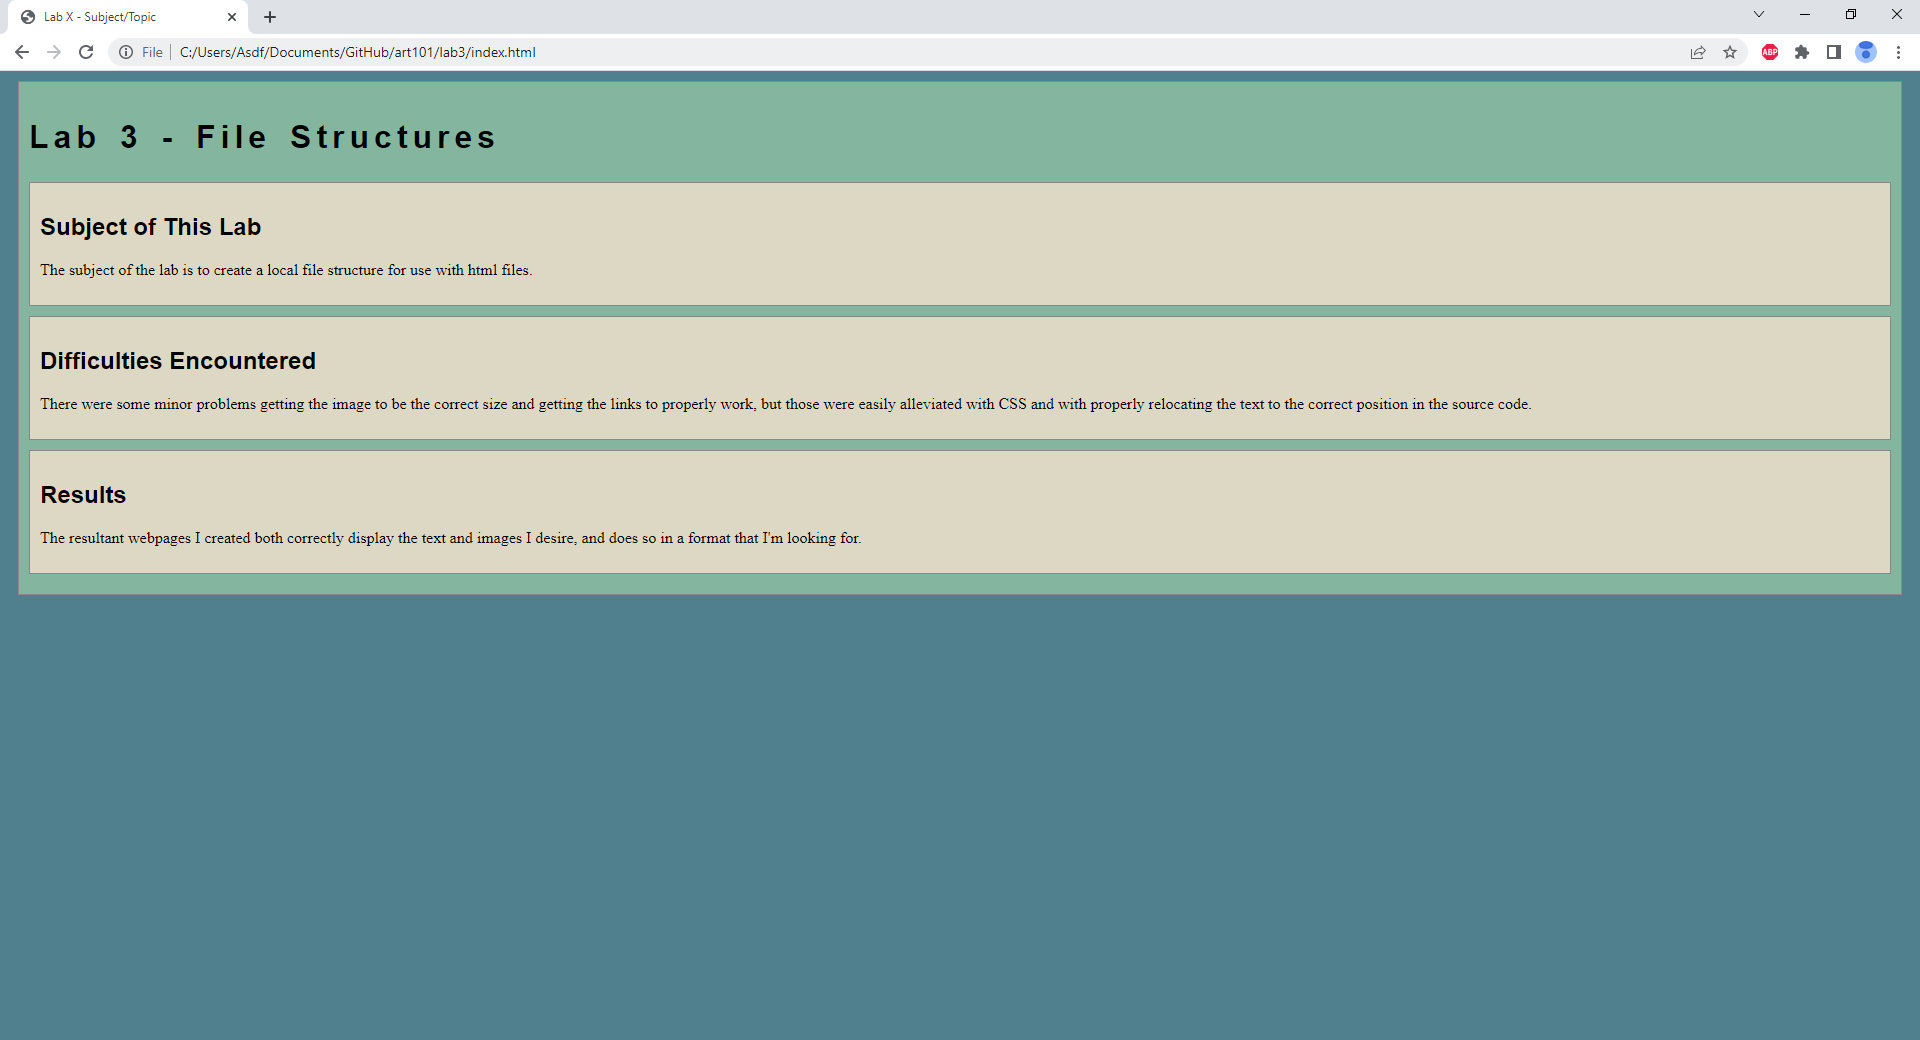 Lab X - Subject/Topic
File C:/Users/Asdf/Documents/GitHub/art101/lab3/index.html
ABP
Lab 3 - File Structures
Subject of This Lab
The subject of the lab is to create a local file structure for use with html files.
Difficulties Encountered
There were some minor problems getting the image to be the correct size and getting the links to properly work, but those were easily alleviated with CSS and with properly relocating the text to the correct position in the source code.
Results
The resultant webpages I created both correctly display the text and images I desire, and does so in a format that I'm looking for.